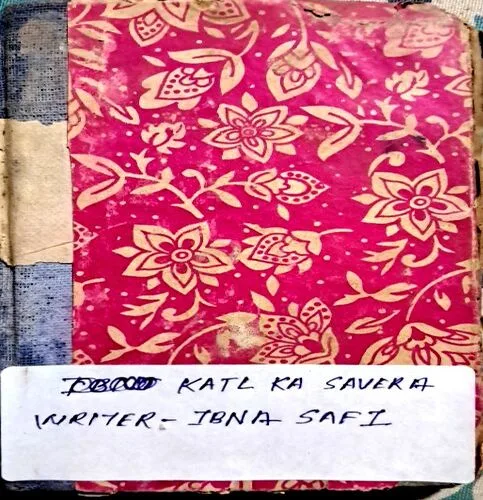 KATL KA SAVERA
WRITER - IBNA SAFI